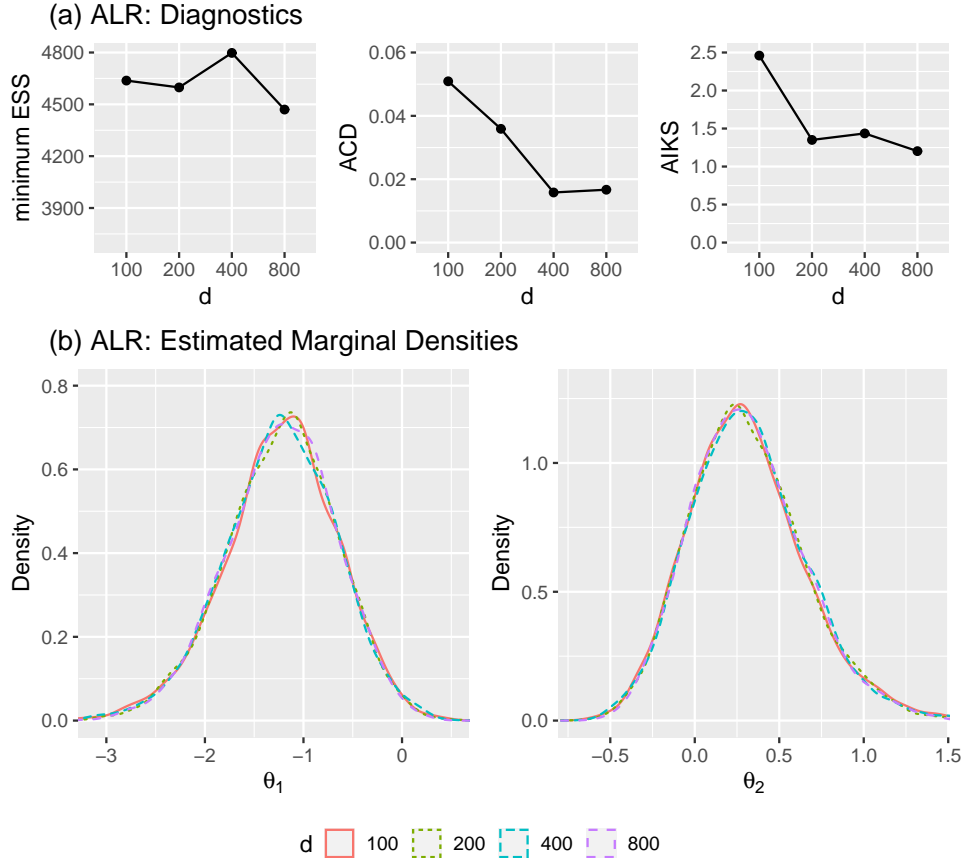 (a) ALR: Diagnostics
minimum ESS
4800
4500
4200
3900
100 200 400 800
d
ACD
0.06
0.04
0.02
0.00
100 200 400 800
d
AIKS
2.5
2.0
1.5
1.0
0.5
0.0
100 200 400 800
d
(b) ALR: Estimated Marginal Densities
Density
0.8
0.6
0.4
0.2
0.0
−3 −2 −1 0
θ_1
Density
1.0
0.5
0.0
−0.5 0.0 0.5 1.0 1.5
θ_2
d 100 200 400 800